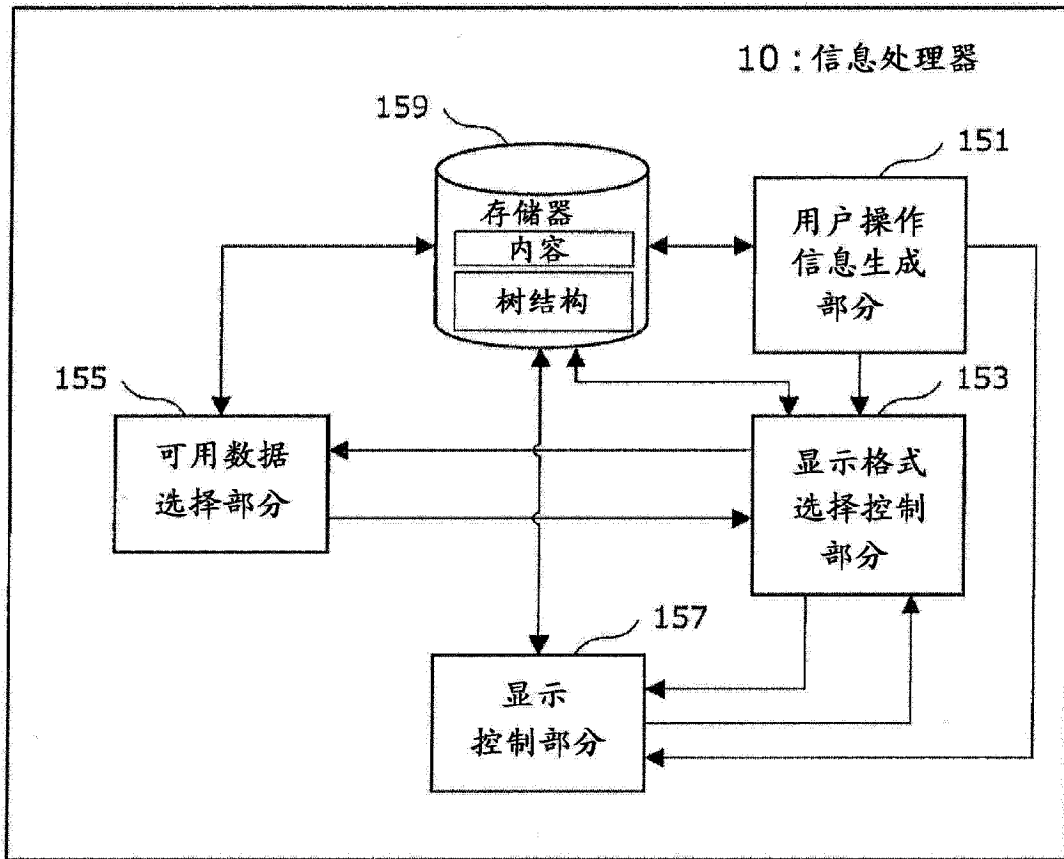 10：信息处理器
159
151
存储器
内容
树结构
用户操作
信息生成
部分
155
153
可用数据
选择部分
显示格式
选择控制
部分
157
显示
控制部分